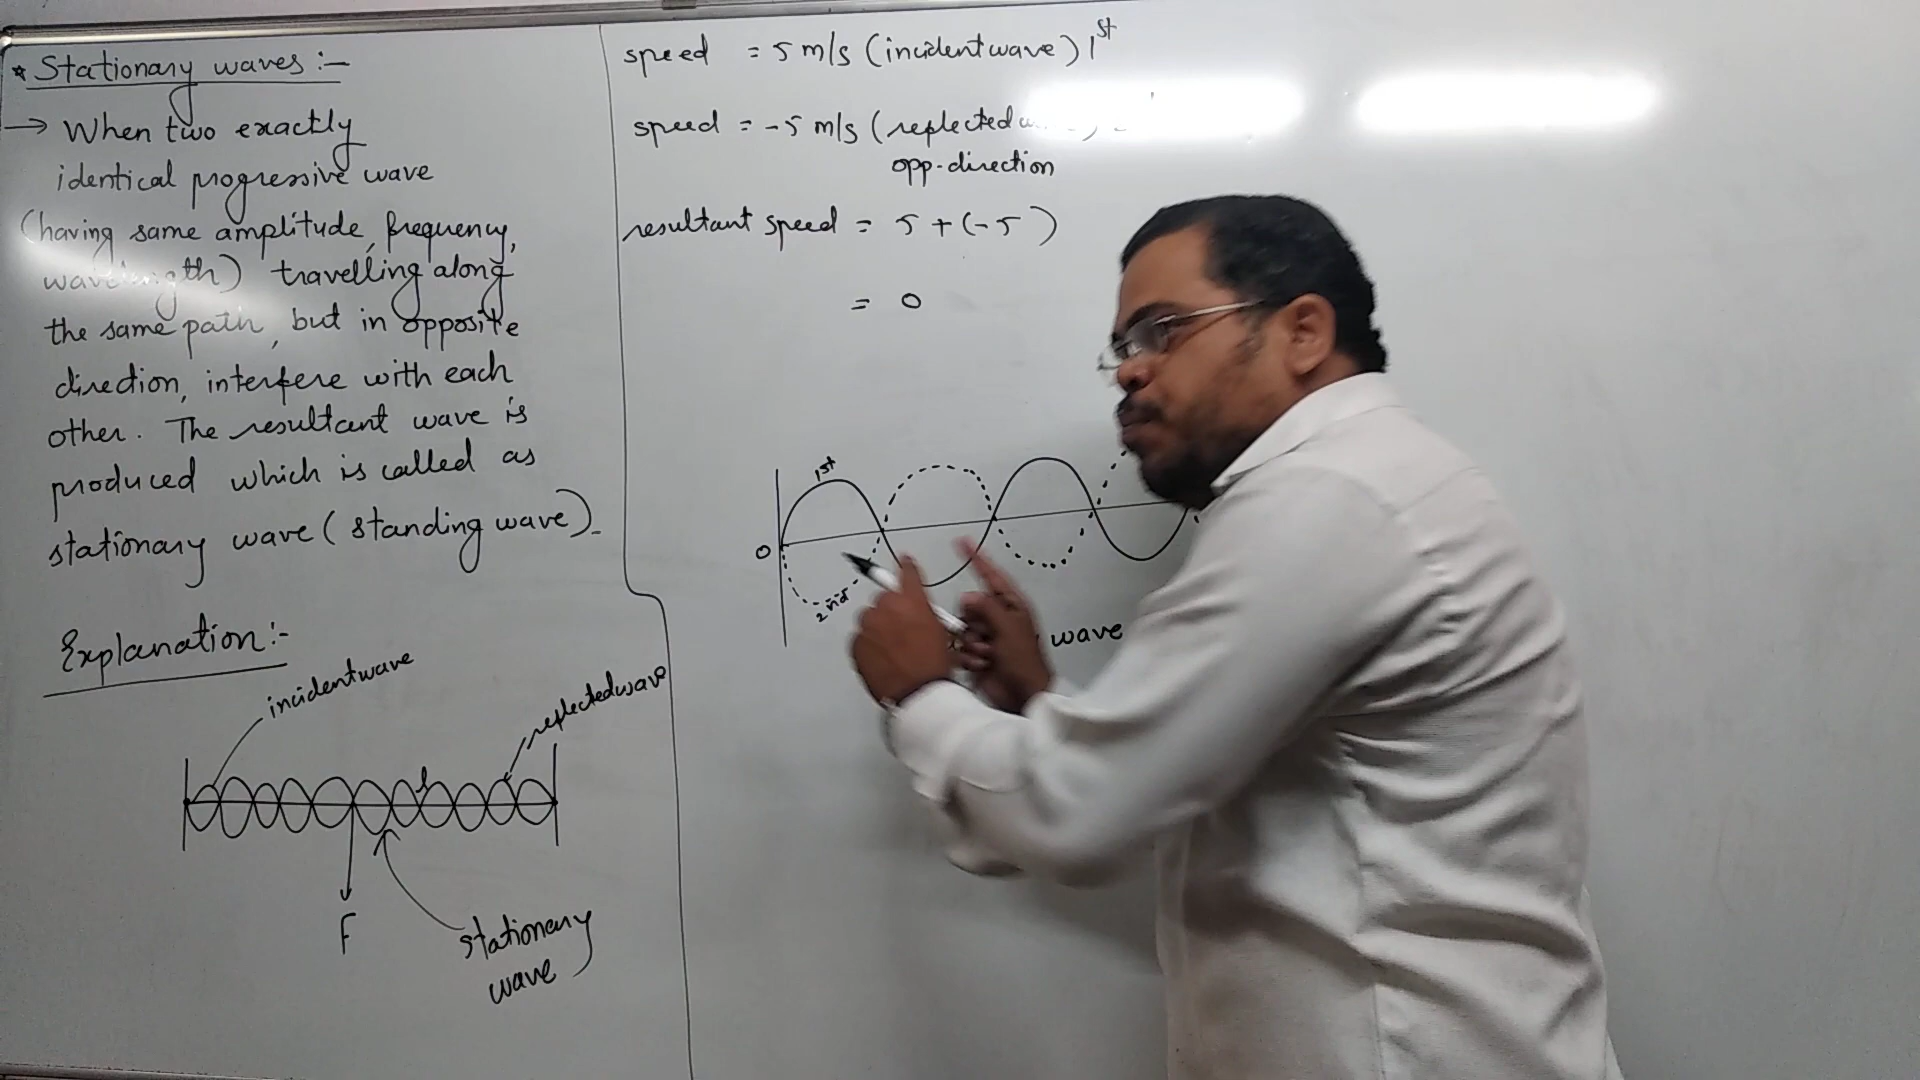 * Stationary waves :-
→ When two exactly
identical progressive wave
(having same amplitude, frequency,
wavelength) travelling along
the same path, but in opposite
direction, interfere with each
other. The resultant wave is
produced which is called as
stationary wave (standing wave).
Explanation :-
incident wave
reflected wave
F
stationary
wave
speed = 5 m/s (incident wave) 1st
speed = -5 m/s (reflected
opp-direction
resultant speed = 5 + (-5)
= 0
1st
0
2nd
wave